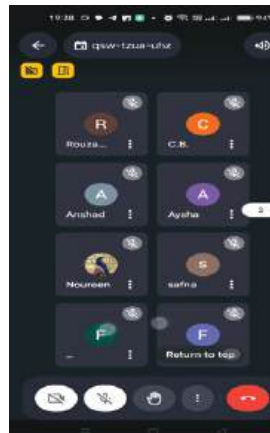 19:38
qsw-tzua-uhz
R
C
Rouza...
C.B.
A
A
Anshad
Aysha
s
Noureen
safna
F
F
Return to top